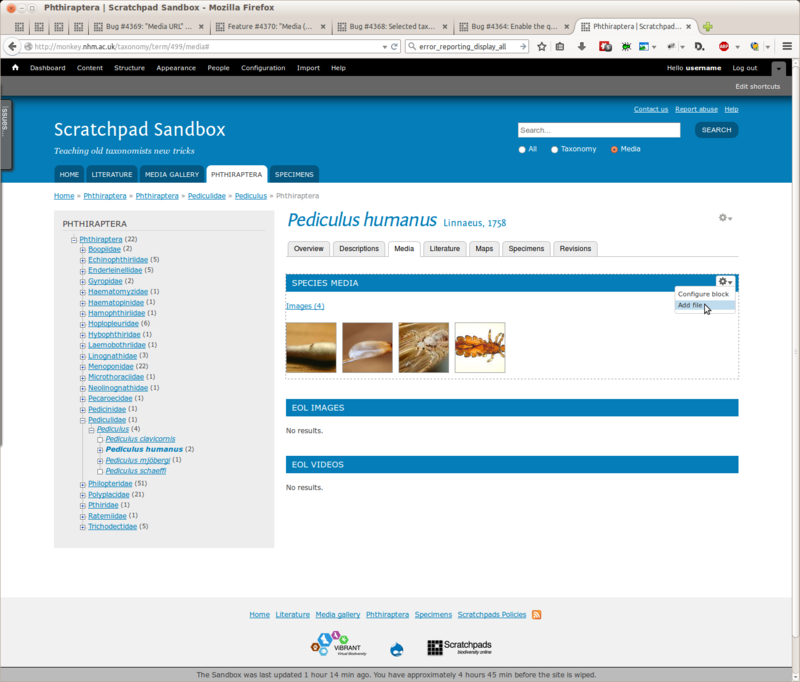 Phthiraptera | Scratchpad Sandbox - Mozilla Firefox
Bug #4369: "Media URL" ...
Feature #4370: "Media (...
Bug #4368: Selected tax...
Bug #4364: Enable the q...
Phthiraptera | Scratchpad...
http://monkey.nhm.ac.uk/taxonomy/term/499/media#
error_reporting_display_all
Dashboard Content Structure Appearance People Configuration Import Help
Hello username Log out
Edit shortcuts
Issues...
Contact us Report abuse Help
Scratchpad Sandbox
Teaching old taxonomists new tricks
Search...
SEARCH
All Taxonomy Media
HOME LITERATURE MEDIA GALLERY PHTHIRAPTERA SPECIMENS
Home » Phthiraptera » Phthiraptera » Pediculidae » Pediculus » Phthiraptera
PHTHIRAPTERA
Phthiraptera (22)
Boopiidae (2)
Echinophthiriidae (5)
Enderleinellidae (5)
Gyropidae (2)
Haematomyzidae (1)
Haematopinidae (1)
Hamophthiriidae (1)
Hoplopleuridae (6)
Hybophthiridae (1)
Laemobothriidae (1)
Linognathidae (3)
Menoponidae (22)
Microthoraciidae (1)
Neolinognathidae (1)
Pecaroecidae (1)
Pedicinidae (1)
Pediculidae (1)
Pediculus (4)
Pediculus clavicornis
Pediculus humanus (2)
Pediculus mjöbergi (1)
Pediculus schaeffi
Philopteridae (51)
Polyplacidae (21)
Pthiridae (1)
Ratemiidae (1)
Trichodectidae (5)
Pediculus humanus Linnaeus, 1758
Overview Descriptions Media Literature Maps Specimens Revisions
SPECIES MEDIA
Configure block
Add file
Images (4)
EOL IMAGES
No results.
EOL VIDEOS
No results.
Home Literature Media gallery Phthiraptera Specimens Scratchpads Policies
ViBRANT
Virtual Biodiversity
Scratchpads
biodiversity online
The Sandbox was last updated 1 hour 14 min ago. You have approximately 4 hours 45 min before the site is wiped.